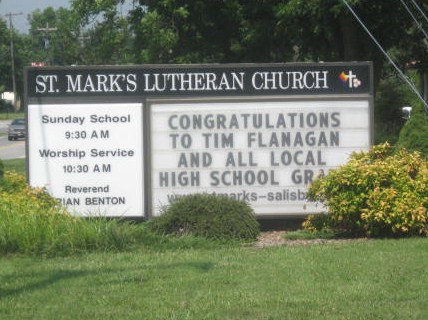 ST. MARK'S LUTHERAN CHURCH
Sunday School
9:30 AM
Worship Service
10:30 AM
Reverend
BENTON
CONGRATULATIONS
TO TIM FLANAGAN
AND ALL LOCAL
HIGH SCHOOL